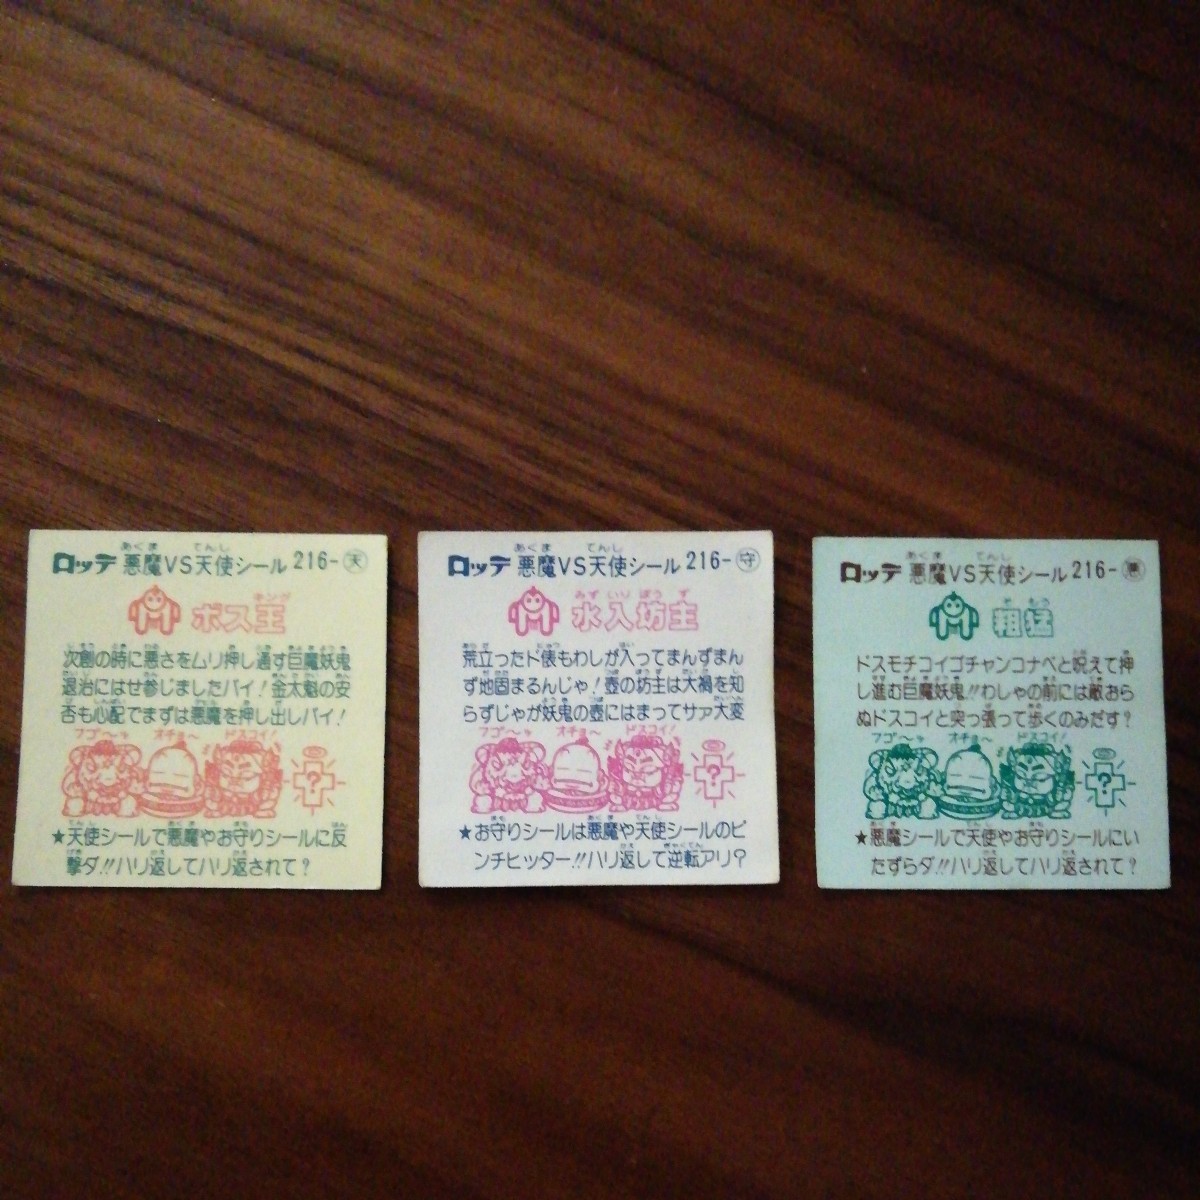 ロッテ 悪魔VS天使シール 216-天
ボス王
次創の時に悪さをムリ押し通す巨魔妖鬼
退治にはせ参じましたバイ!金太魁の安
否も心配でまずは悪魔を押し出しバイ!
フゴ〜ッ オチョ〜 ドスコイ!
?
★天使シールで悪魔やお守りシールに反
撃ダ!!ハリ返してハリ返されて?
ロッテ 悪魔VS天使シール 216-守
水入坊主
荒立ったド俵もわしが入ってまんずまん
ず地固まるんじゃ!壺の坊主は大禍を知
らずじゃが妖鬼の壺にはまってサァ大変
フゴ〜ッ オチョ〜 ドスコイ!
?
★お守りシールは悪魔や天使シールのピ
ンチヒッター!!ハリ返して逆転アリ?
ロッテ 悪魔VS天使シール 216-悪
粗猛
ドスモチコイゴチャンコナベと呪えて押
し進む巨魔妖鬼!!わしゃの前には敵おら
ぬドスコイと突っ張って歩くのみだす?
フゴ〜ッ オチョ〜 ドスコイ!
?
★悪魔シールで天使やお守りシールにい
たずらダ!!ハリ返してハリ返されて?